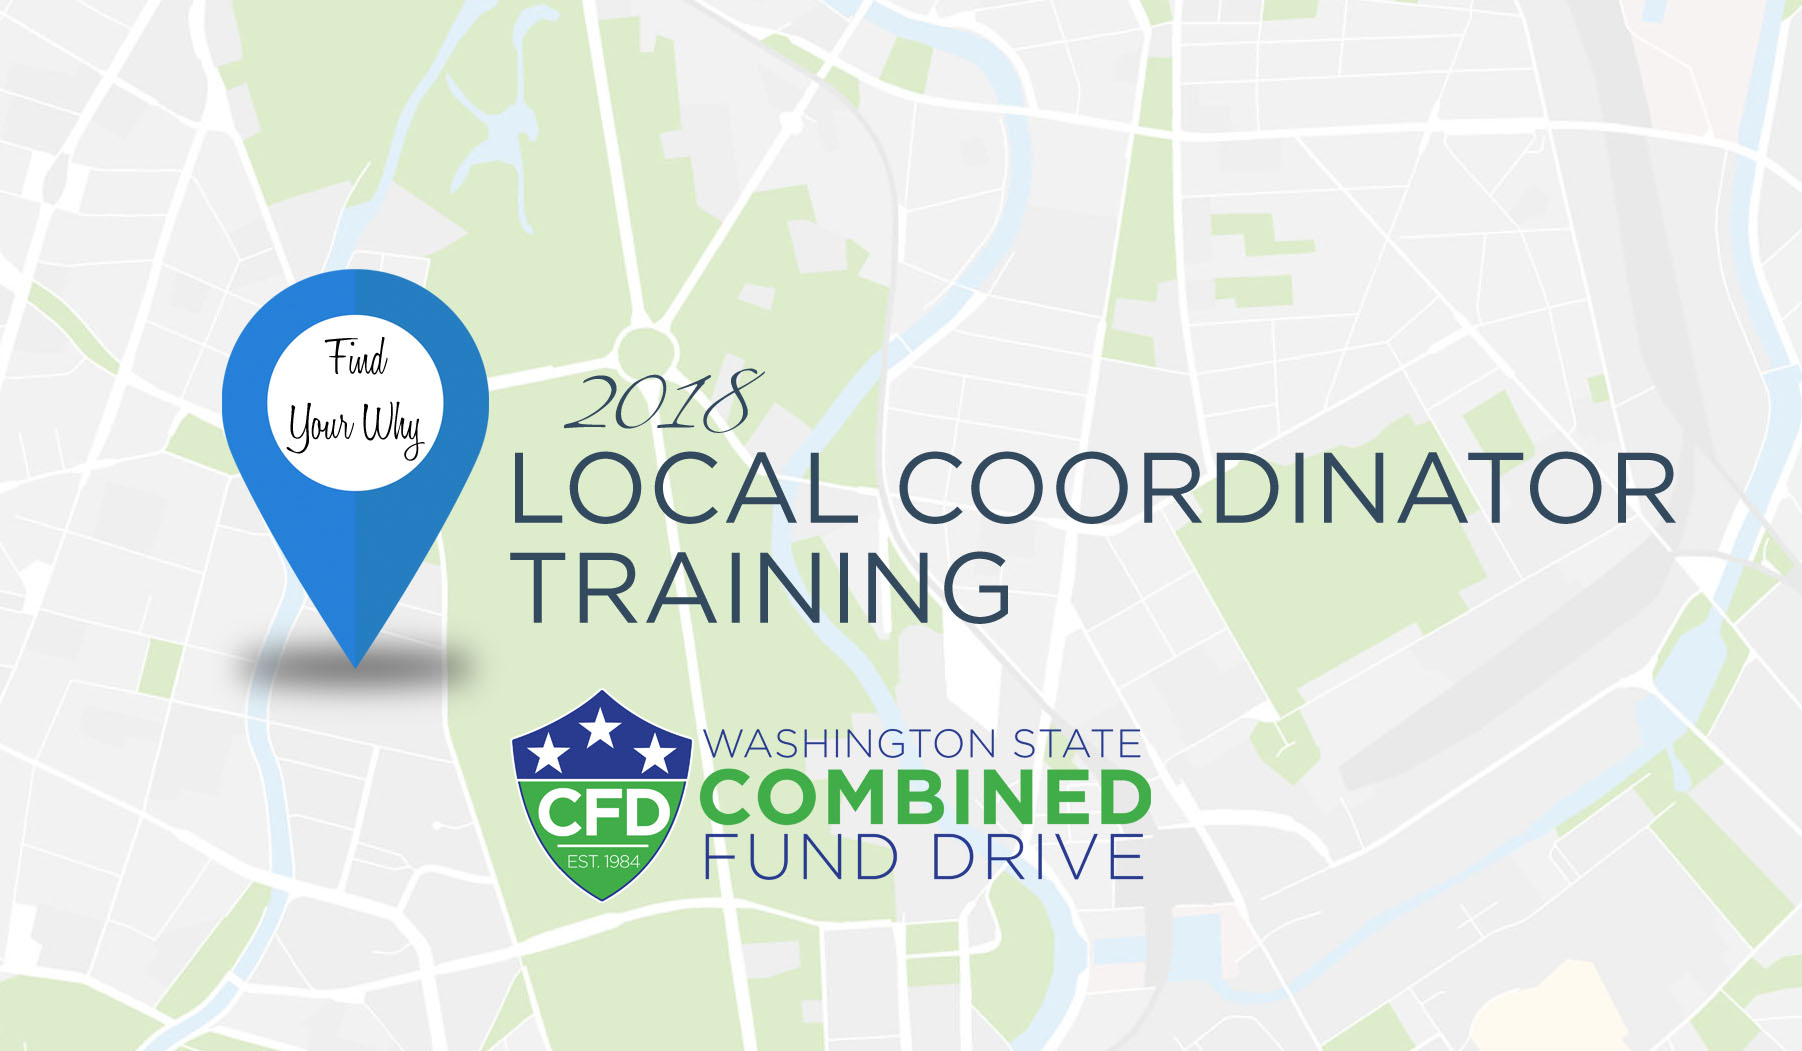 Find
Your Why
2018
LOCAL COORDINATOR
TRAINING
CFD
EST. 1984
WASHINGTON STATE
COMBINED
FUND DRIVE